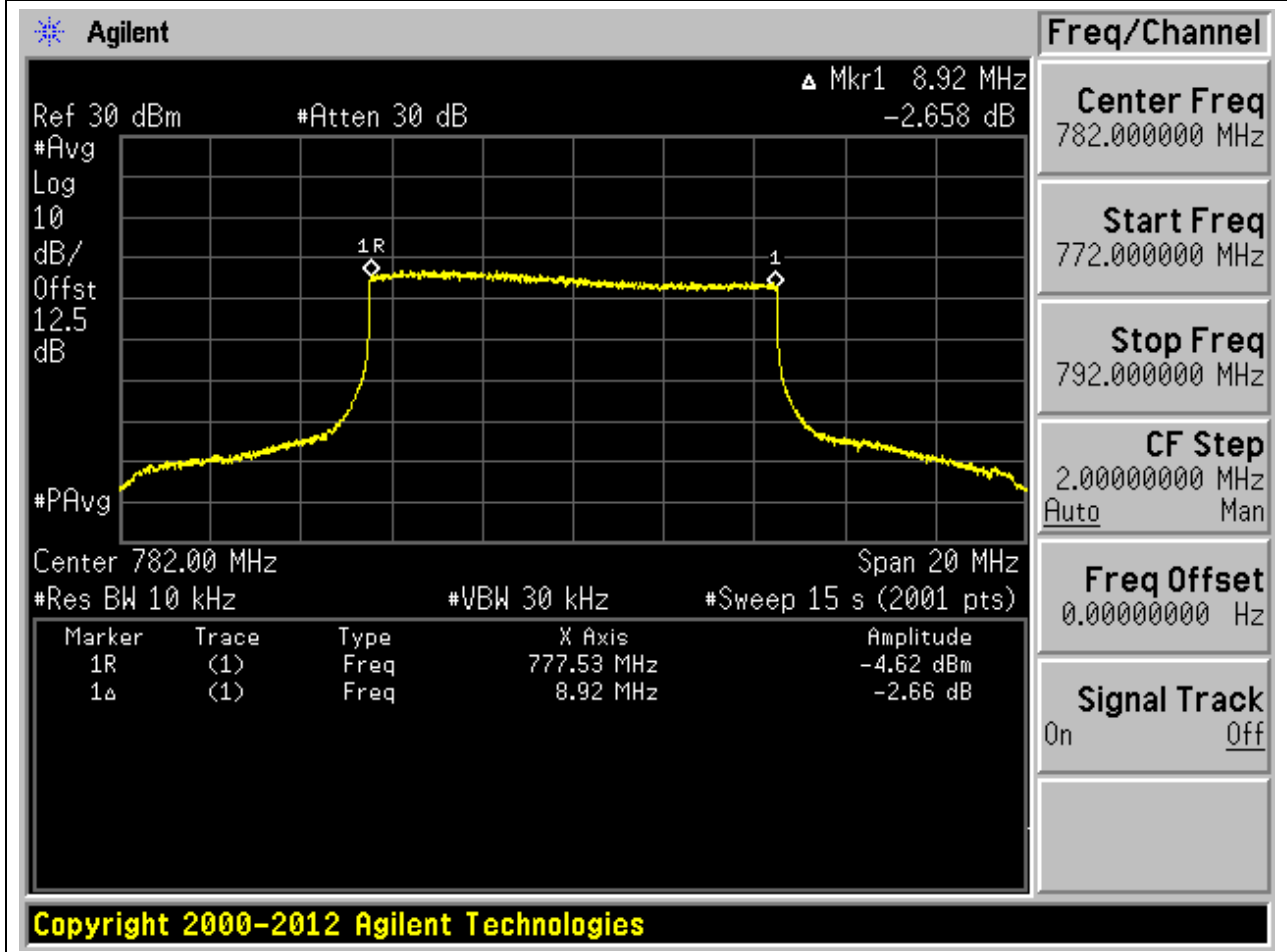 Agilent
Freq/Channel
▲ Mkr1 8.92 MHz
Ref 30 dBm #Atten 30 dB -2.658 dB
#Avg
Log
10
dB/
Offst
12.5
dB
1R
1
#PAvg
Center 782.00 MHz Span 20 MHz
#Res BW 10 kHz #VBW 30 kHz #Sweep 15 s (2001 pts)
Marker Trace Type X Axis Amplitude
1R (1) Freq 777.53 MHz -4.62 dBm
1▵ (1) Freq 8.92 MHz -2.66 dB
Center Freq
782.000000 MHz
Start Freq
772.000000 MHz
Stop Freq
792.000000 MHz
CF Step
2.00000000 MHz
Auto Man
Freq Offset
0.00000000 Hz
Signal Track
On Off
Copyright 2000-2012 Agilent Technologies